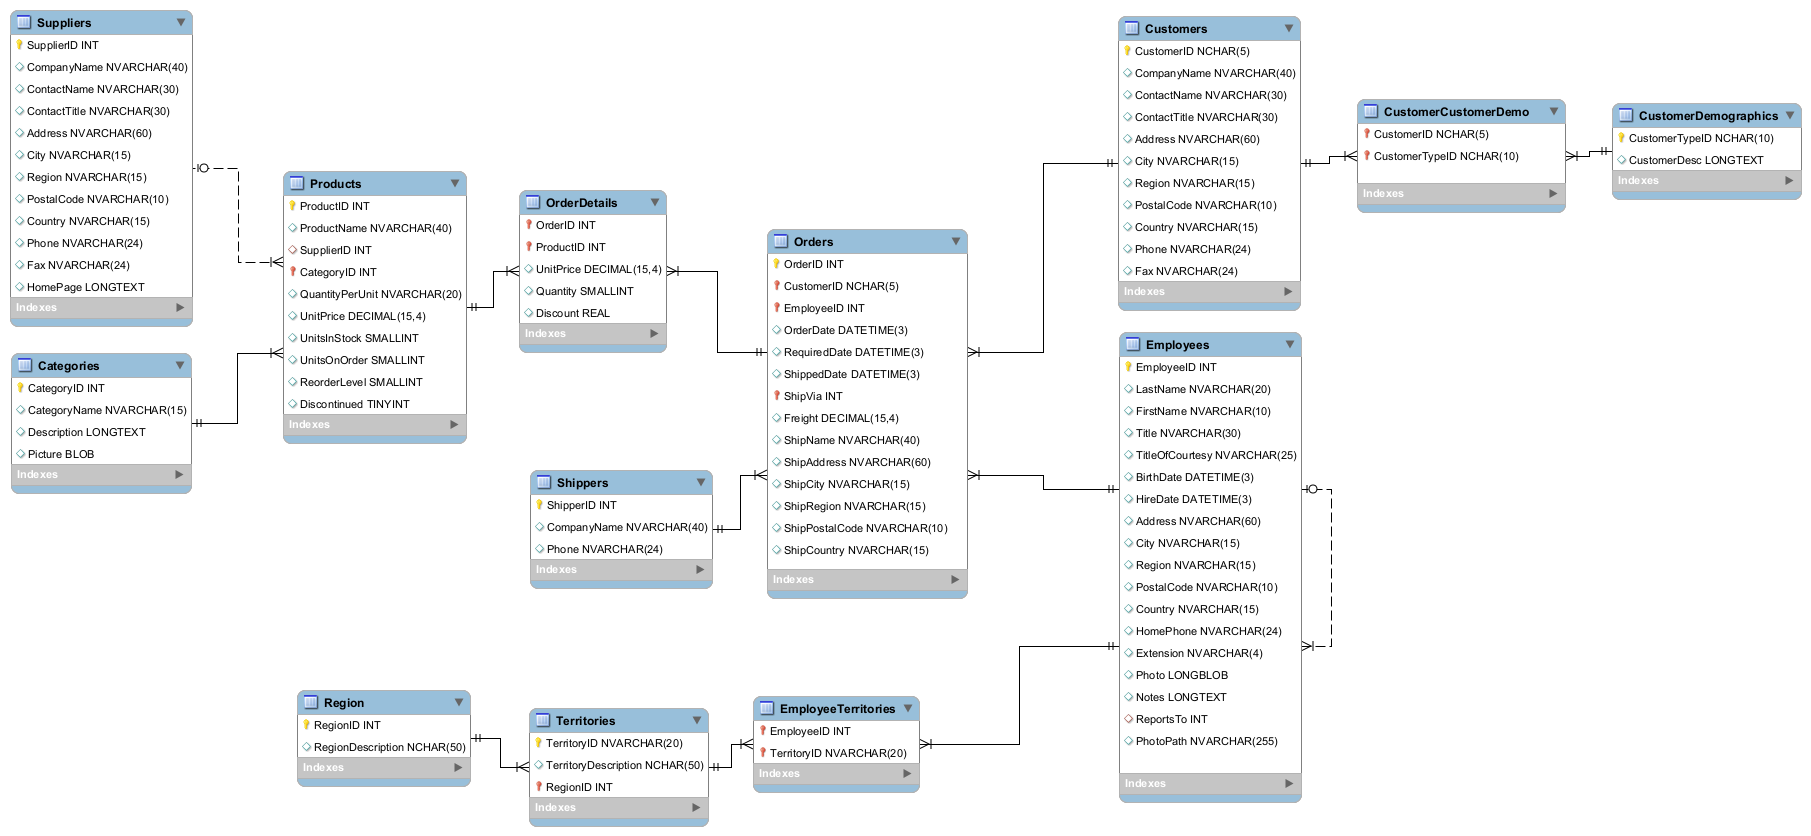 Suppliers
SupplierID INT
CompanyName NVARCHAR(40)
ContactName NVARCHAR(30)
ContactTitle NVARCHAR(30)
Address NVARCHAR(60)
City NVARCHAR(15)
Region NVARCHAR(15)
PostalCode NVARCHAR(10)
Country NVARCHAR(15)
Phone NVARCHAR(24)
Fax NVARCHAR(24)
HomePage LONGTEXT
Indexes
Categories
CategoryID INT
CategoryName NVARCHAR(15)
Description LONGTEXT
Picture BLOB
Indexes
Products
ProductID INT
ProductName NVARCHAR(40)
SupplierID INT
CategoryID INT
QuantityPerUnit NVARCHAR(20)
UnitPrice DECIMAL(15,4)
UnitsInStock SMALLINT
UnitsOnOrder SMALLINT
ReorderLevel SMALLINT
Discontinued TINYINT
Indexes
OrderDetails
OrderID INT
ProductID INT
UnitPrice DECIMAL(15,4)
Quantity SMALLINT
Discount REAL
Indexes
Orders
OrderID INT
CustomerID NCHAR(5)
EmployeeID INT
OrderDate DATETIME(3)
RequiredDate DATETIME(3)
ShippedDate DATETIME(3)
ShipVia INT
Freight DECIMAL(15,4)
ShipName NVARCHAR(40)
ShipAddress NVARCHAR(60)
ShipCity NVARCHAR(15)
ShipRegion NVARCHAR(15)
ShipPostalCode NVARCHAR(10)
ShipCountry NVARCHAR(15)
Indexes
Customers
CustomerID NCHAR(5)
CompanyName NVARCHAR(40)
ContactName NVARCHAR(30)
ContactTitle NVARCHAR(30)
Address NVARCHAR(60)
City NVARCHAR(15)
Region NVARCHAR(15)
PostalCode NVARCHAR(10)
Country NVARCHAR(15)
Phone NVARCHAR(24)
Fax NVARCHAR(24)
Indexes
CustomerCustomerDemo
CustomerID NCHAR(5)
CustomerTypeID NCHAR(10)
Indexes
CustomerDemographics
CustomerTypeID NCHAR(10)
CustomerDesc LONGTEXT
Indexes
Shippers
ShipperID INT
CompanyName NVARCHAR(40)
Phone NVARCHAR(24)
Indexes
Employees
EmployeeID INT
LastName NVARCHAR(20)
FirstName NVARCHAR(10)
Title NVARCHAR(30)
TitleOfCourtesy NVARCHAR(25)
BirthDate DATETIME(3)
HireDate DATETIME(3)
Address NVARCHAR(60)
City NVARCHAR(15)
Region NVARCHAR(15)
PostalCode NVARCHAR(10)
Country NVARCHAR(15)
HomePhone NVARCHAR(24)
Extension NVARCHAR(4)
Photo LONGBLOB
Notes LONGTEXT
ReportsTo INT
PhotoPath NVARCHAR(255)
Indexes
Region
RegionID INT
RegionDescription NCHAR(50)
Indexes
Territories
TerritoryID NVARCHAR(20)
TerritoryDescription NCHAR(50)
RegionID INT
Indexes
EmployeeTerritories
EmployeeID INT
TerritoryID NVARCHAR(20)
Indexes